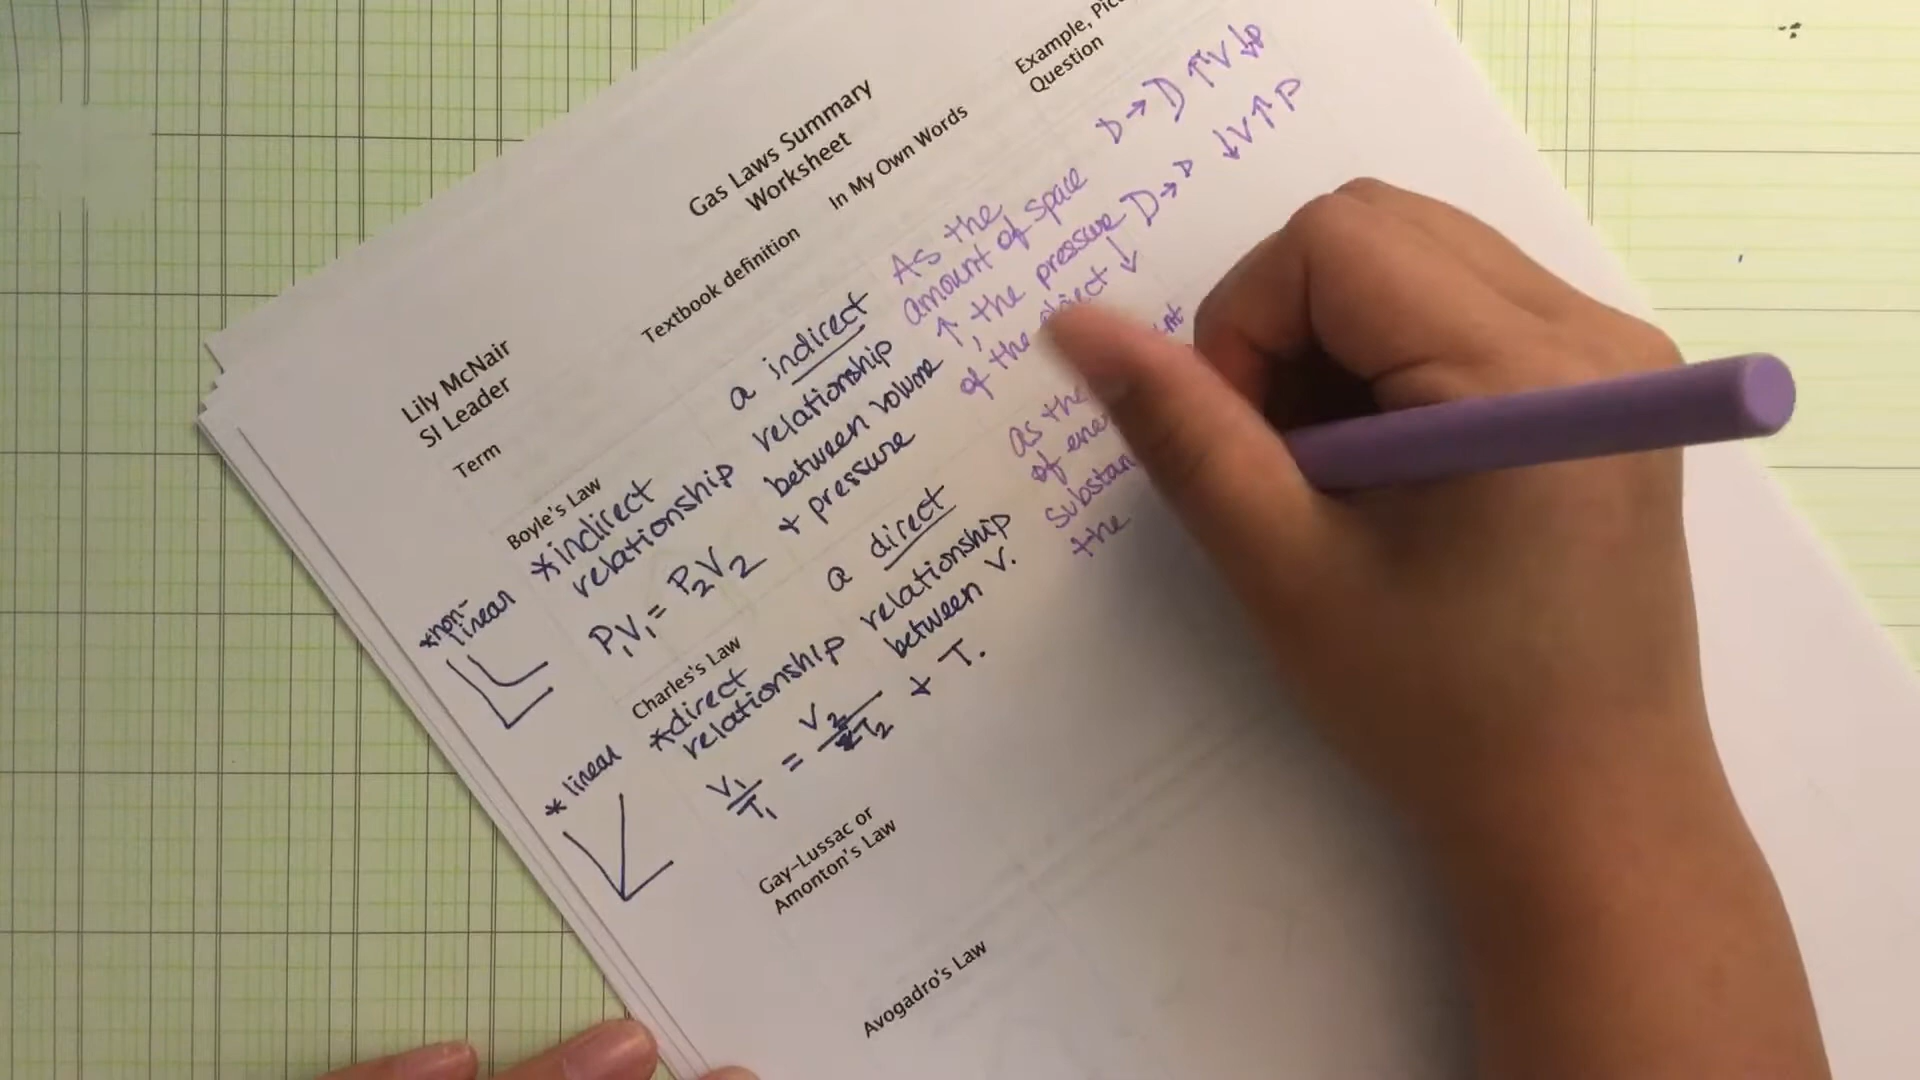 Gas Laws Summary
Worksheet
Lily McNair
SI Leader
Term
Textbook definition
In My Own Words
Example,
Question
Boyle's Law
*indirect
relationship
P₁V₁ = P₂V₂
*non-
linear
a indirect
relationship
between volume
+ pressure
As the
amount of space
↑, the pressure
of the object ↓
D → D ↑V ↓P
D → D ↓V ↑ P
Charles's Law
*direct
relationship
V₁/T₁ = V₂/T₂
* linear
a direct
relationship
between V.
+ T.
as the
of
the
Gay-Lussac or
Amonton's Law
Avogadro's Law